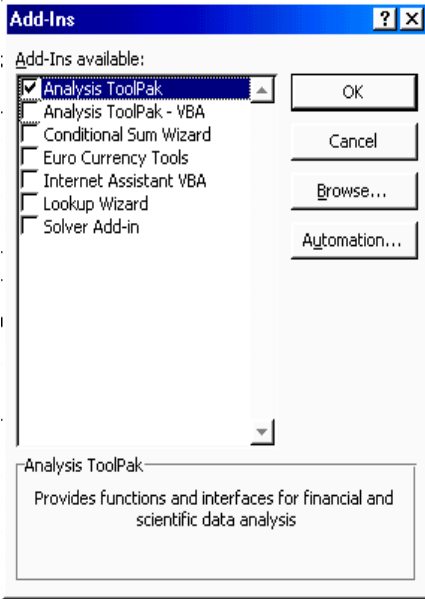 Add-Ins
Add-Ins available:
Analysis ToolPak
Analysis ToolPak - VBA
Conditional Sum Wizard
Euro Currency Tools
Internet Assistant VBA
Lookup Wizard
Solver Add-in
OK
Cancel
Browse...
Automation...
Analysis ToolPak
Provides functions and interfaces for financial and
scientific data analysis